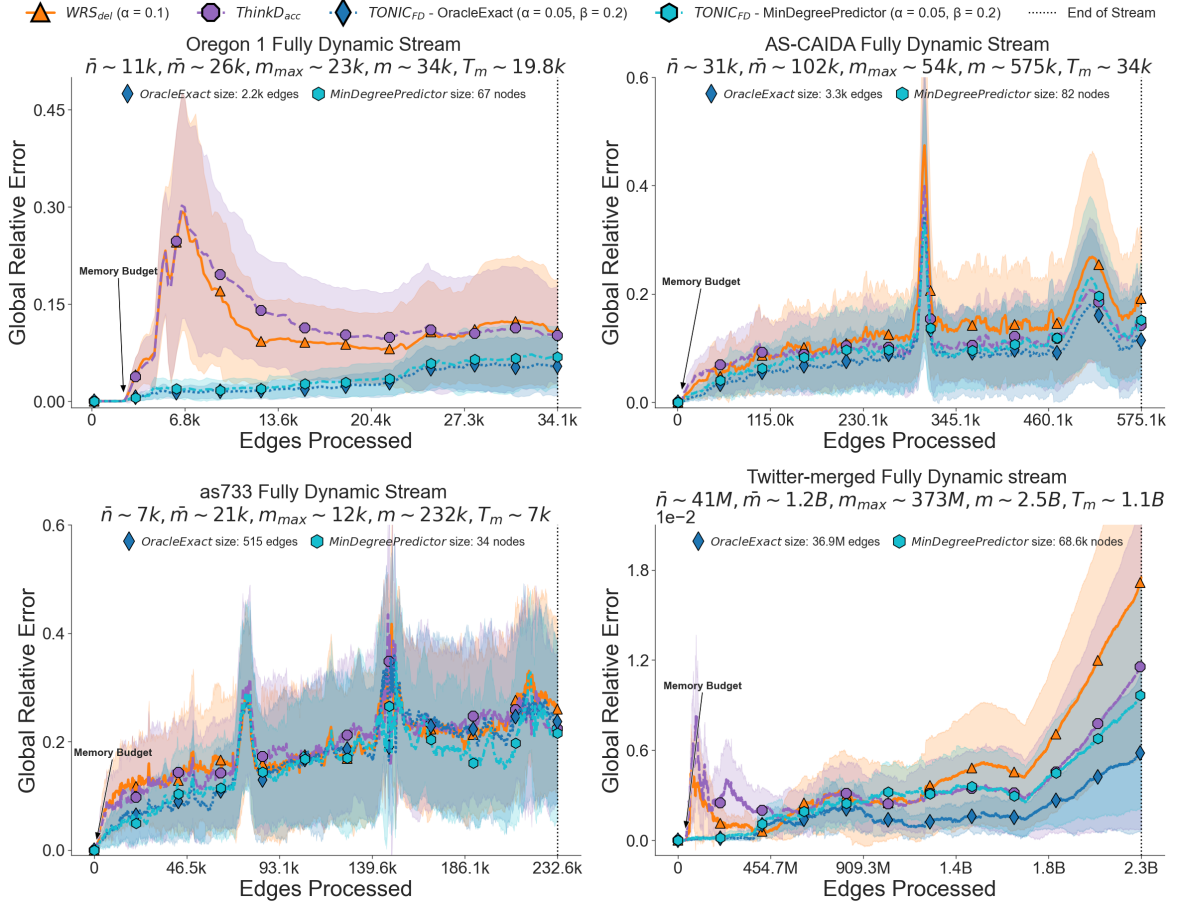 WRS_del (α = 0.1) ThinkD_acc TONIC_FD - OracleExact (α = 0.05, β = 0.2) TONIC_FD - MinDegreePredictor (α = 0.05, β = 0.2) End of Stream
Oregon 1 Fully Dynamic Stream
n̄ ~ 11k, m̄ ~ 26k, m_max ~ 23k, m ~ 34k, T_m ~ 19.8k
OracleExact size: 2.2k edges MinDegreePredictor size: 67 nodes
Global Relative Error
0.45
0.30
0.15
0.00
Memory Budget
0 6.8k 13.6k 20.4k 27.3k 34.1k
Edges Processed
AS-CAIDA Fully Dynamic Stream
n̄ ~ 31k, m̄ ~ 102k, m_max ~ 54k, m ~ 575k, T_m ~ 34k
OracleExact size: 3.3k edges MinDegreePredictor size: 82 nodes
Global Relative Error
0.6
0.4
0.2
0.0
Memory Budget
0 115.0k 230.1k 345.1k 460.1k 575.1k
Edges Processed
as733 Fully Dynamic Stream
n̄ ~ 7k, m̄ ~ 21k, m_max ~ 12k, m ~ 232k, T_m ~ 7k
OracleExact size: 515 edges MinDegreePredictor size: 34 nodes
Global Relative Error
0.6
0.4
0.2
0.0
Memory Budget
0 46.5k 93.1k 139.6k 186.1k 232.6k
Edges Processed
Twitter-merged Fully Dynamic stream
n̄ ~ 41M, m̄ ~ 1.2B, m_max ~ 373M, m ~ 2.5B, T_m ~ 1.1B
1e−2
OracleExact size: 36.9M edges MinDegreePredictor size: 68.6k nodes
Global Relative Error
1.8
1.2
0.6
0.0
Memory Budget
0 454.7M 909.3M 1.4B 1.8B 2.3B
Edges Processed